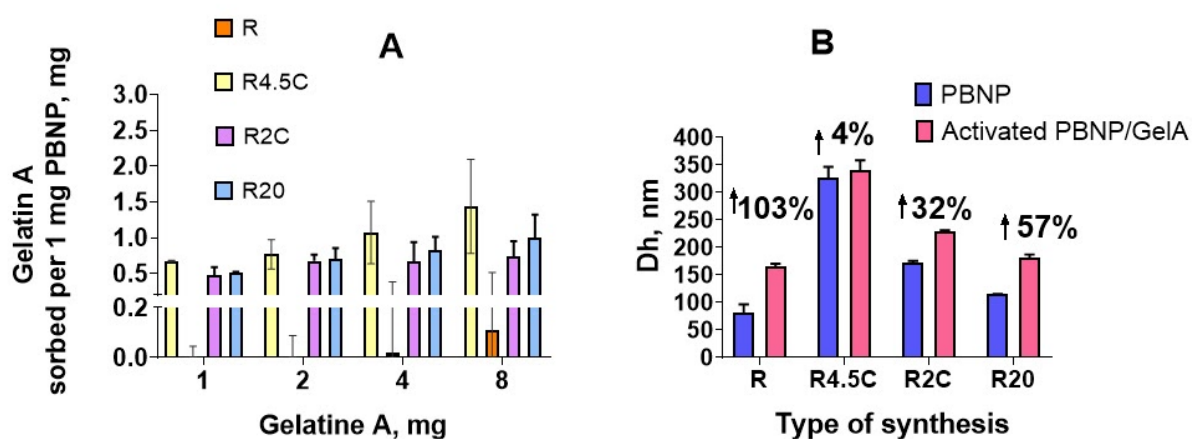 A
R
R4.5C
R2C
R20
Gelatin A
sorbed per 1 mg PBNP, mg
3.0
2.5
2.0
1.5
1.0
0.5
0.2
0.0
1 2 4 8
Gelatine A, mg
B
PBNP
Activated PBNP/GelA
Dh, nm
400
350
300
250
200
150
100
50
0
103%
4%
32%
57%
R R4.5C R2C R20
Type of synthesis